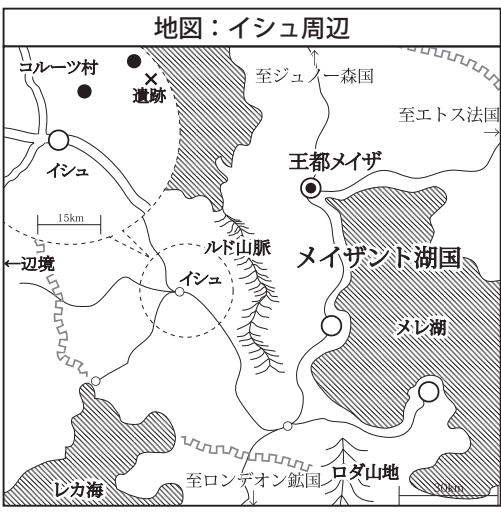 地図：イシュ周辺
コルーツ村
遺跡
イシュ
15km
←辺境
至ジュノー森国
至エトス法国
王都メイザ
ルド山脈
メイザント湖国
イシュ
メレ湖
レカ海
至ロンデオン鉱国
ロダ山地
30km